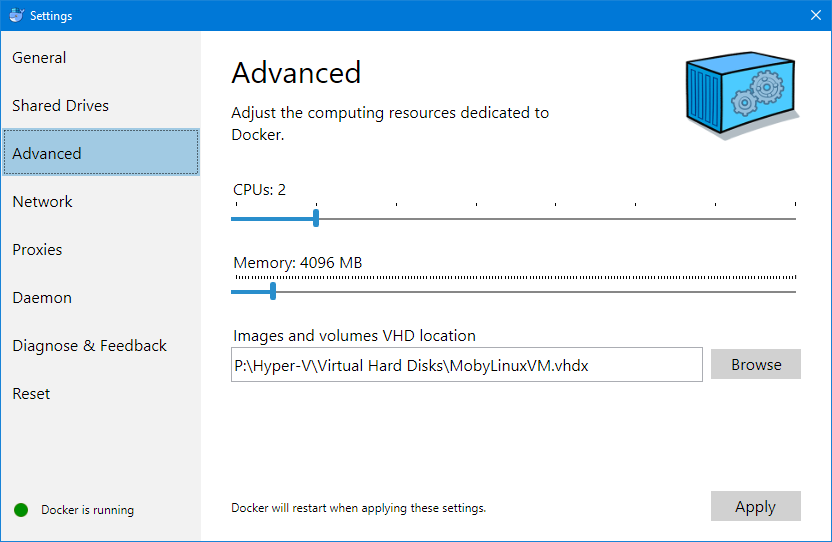 Settings
General
Shared Drives
Advanced
Network
Proxies
Daemon
Diagnose & Feedback
Reset
Docker is running
Advanced
Adjust the computing resources dedicated to
Docker.
CPUs: 2
Memory: 4096 MB
Images and volumes VHD location
P:\Hyper-V\Virtual Hard Disks\MobyLinuxVM.vhdx
Browse
Docker will restart when applying these settings.
Apply